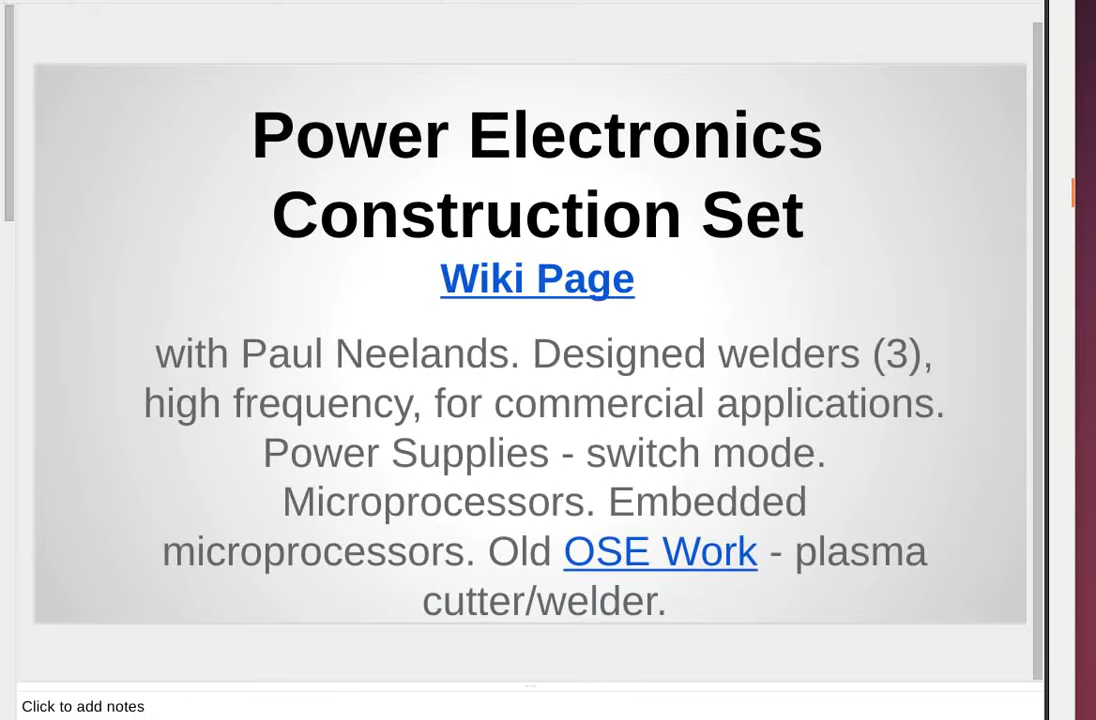 Power Electronics
Construction Set
Wiki Page
with Paul Neelands. Designed welders (3),
high frequency, for commercial applications.
Power Supplies - switch mode.
Microprocessors. Embedded
microprocessors. Old OSE Work - plasma
cutter/welder.
Click to add notes